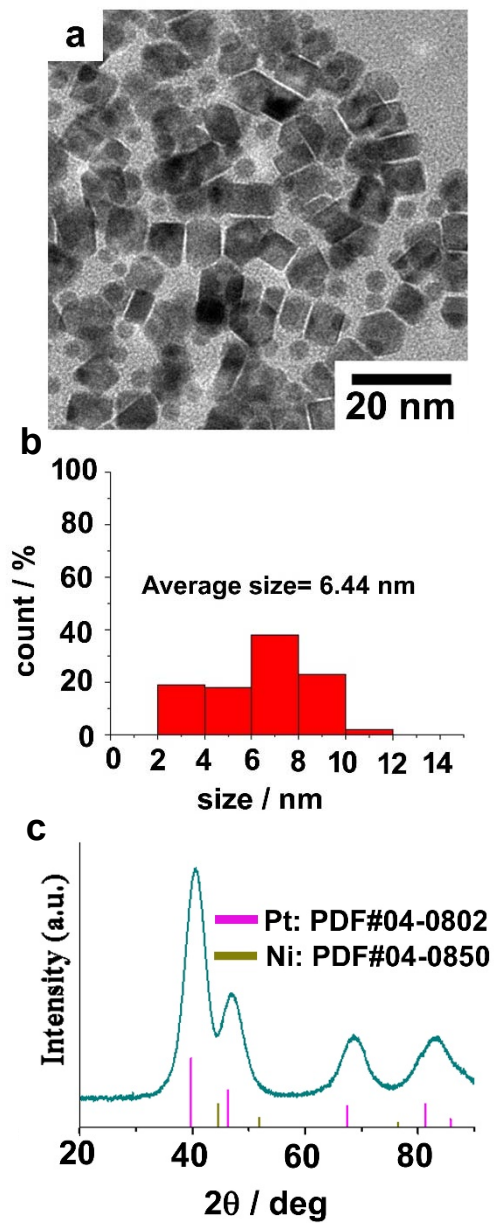 a
20 nm
b
100
80
60
40
20
0
count / %
Average size= 6.44 nm
0 2 4 6 8 10 12 14
size / nm
c
Intensity (a.u.)
Pt: PDF#04-0802
Ni: PDF#04-0850
20 40 60 80
2θ / deg